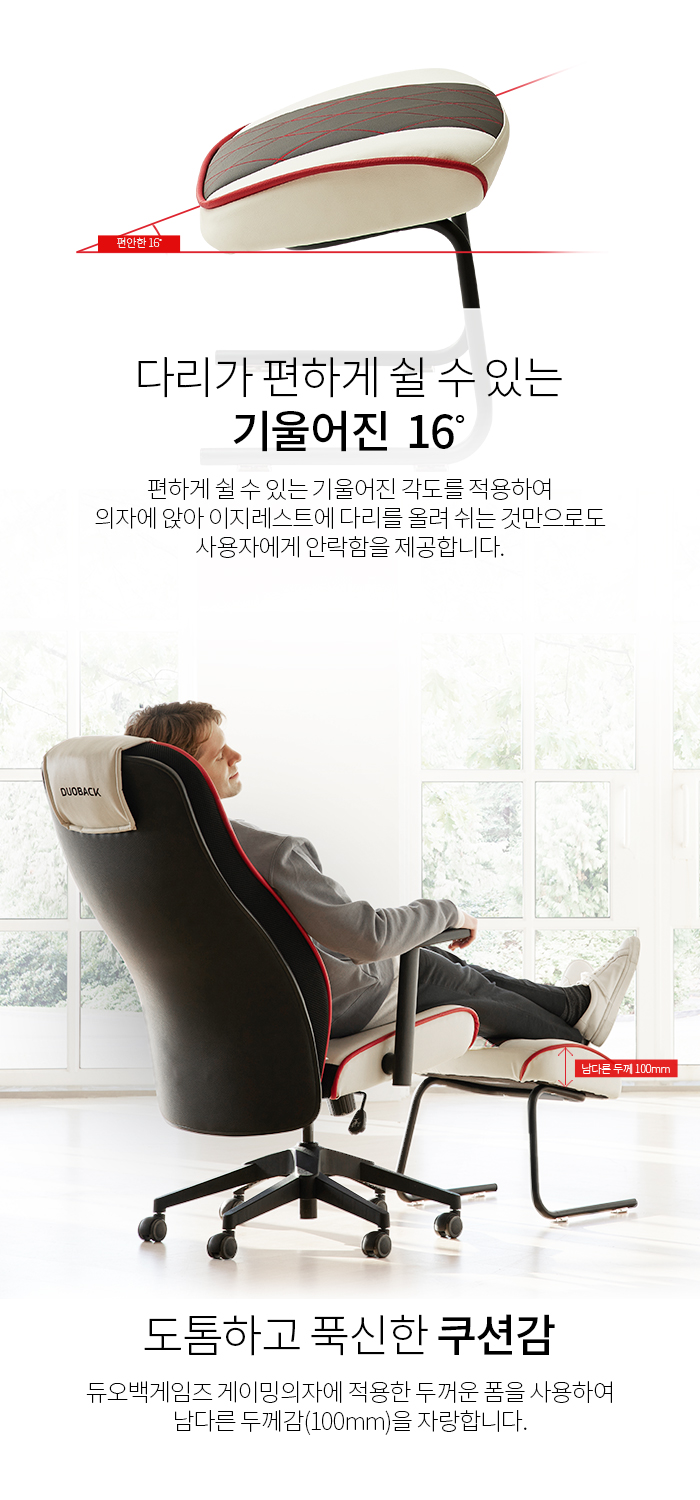 편안한 16˚
다리가 편하게 쉴 수 있는
기울어진 16˚
편하게 쉴 수 있는 기울어진 각도를 적용하여
의자에 앉아 이지레스트에 다리를 올려 쉬는 것만으로도
사용자에게 안락함을 제공합니다.
DUOBACK
남다른 두께 100mm
도톰하고 푹신한 쿠션감
듀오백게임즈 게이밍의자에 적용한 두꺼운 폼을 사용하여
남다른 두께감(100mm)을 자랑합니다.